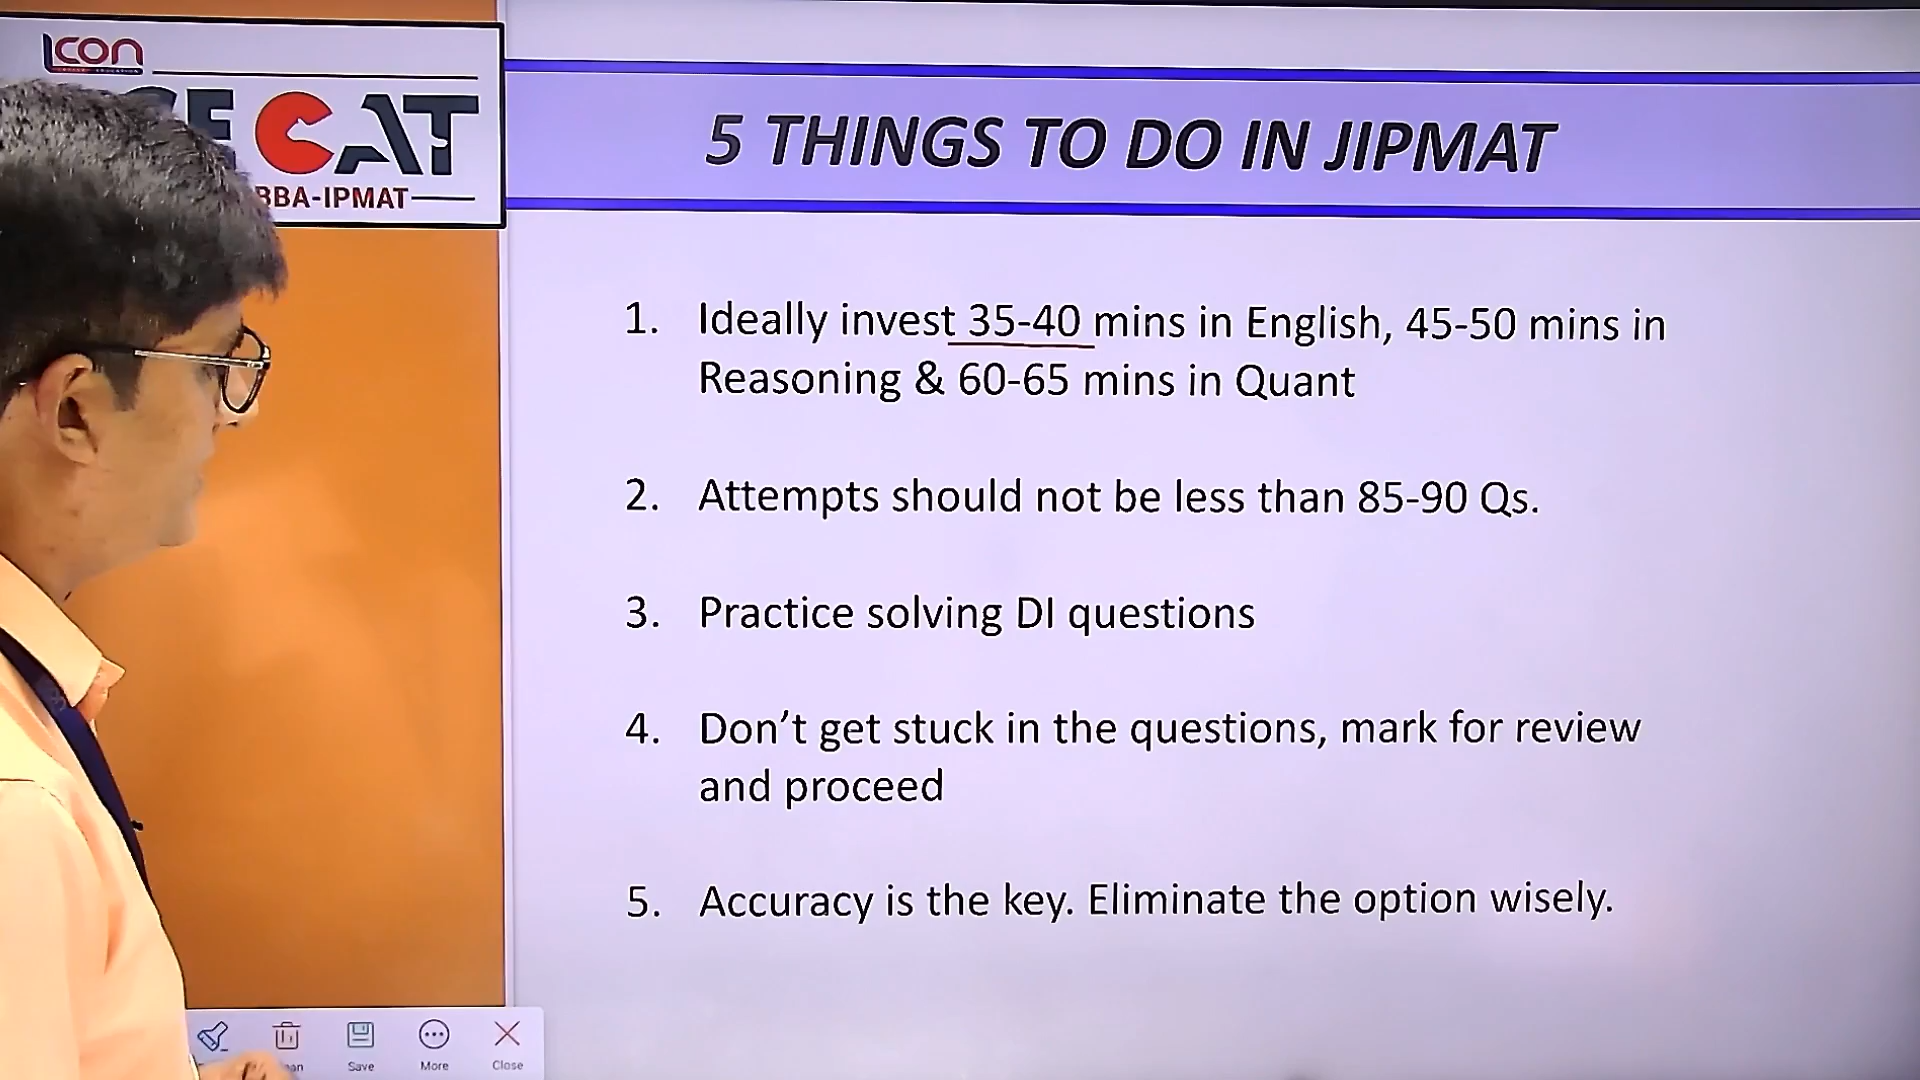 Icon
CAT
BBA-IPMAT
5 THINGS TO DO IN JIPMAT
1. Ideally invest 35-40 mins in English, 45-50 mins in
Reasoning & 60-65 mins in Quant
2. Attempts should not be less than 85-90 Qs.
3. Practice solving DI questions
4. Don’t get stuck in the questions, mark for review
and proceed
5. Accuracy is the key. Eliminate the option wisely.
Save
More
Close